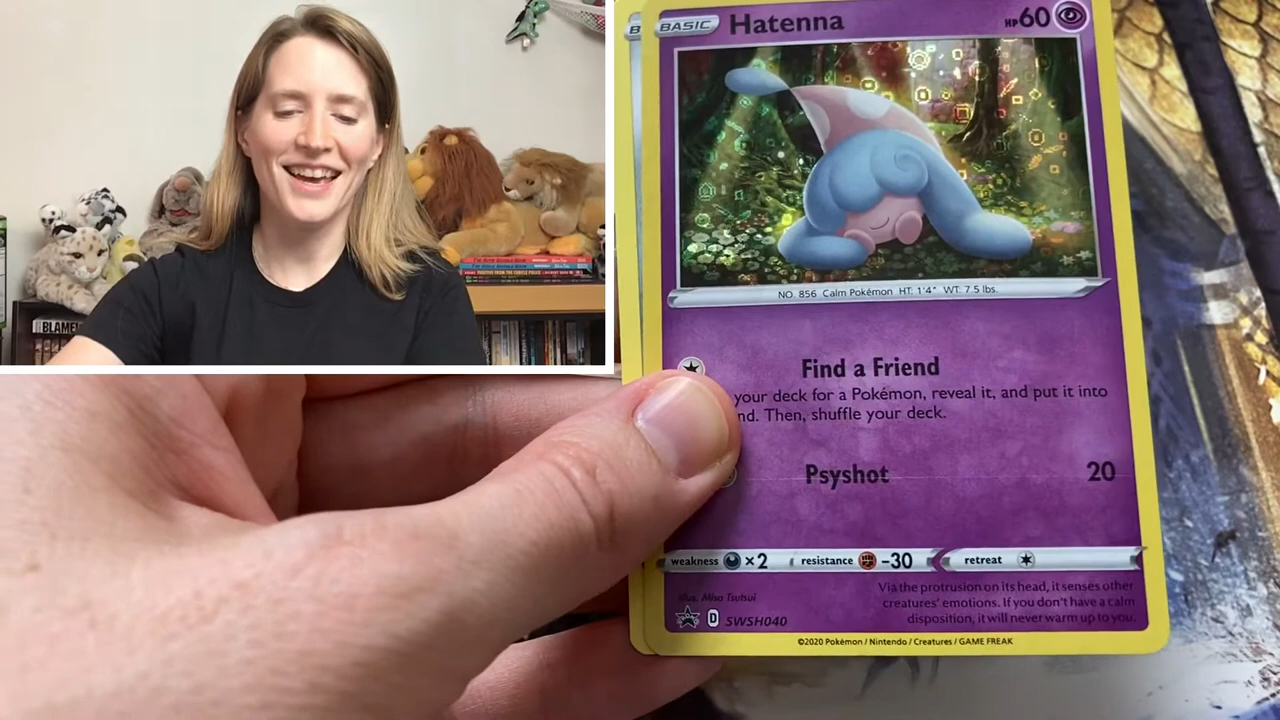 BLAME!
BASIC
Hatenna
HP 60
NO. 856 Calm Pokémon HT: 1'4" WT: 7.5 lbs.
Find a Friend
your deck for a Pokémon, reveal it, and put it into
nd. Then, shuffle your deck.
Psyshot 20
weakness ×2 resistance -30 retreat
Illus. Misa Tsutsui
Via the protrusion on its head, it senses other
creatures' emotions. If you don't have a calm
disposition, it will never warm up to you.
D SWSH040
©2020 Pokémon / Nintendo / Creatures / GAME FREAK